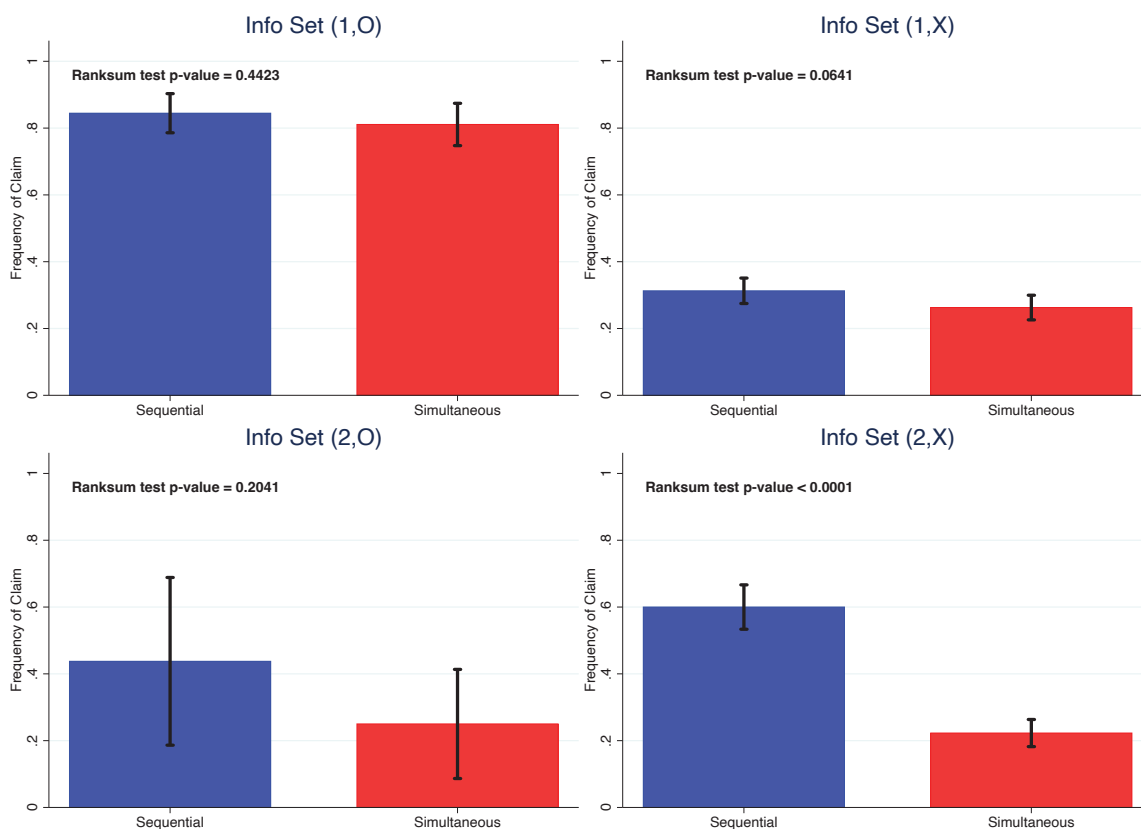 Info Set (1,O)
Ranksum test p-value = 0.4423
Frequency of Claim
1
.8
.6
.4
.2
0
Sequential
Simultaneous
Info Set (1,X)
Ranksum test p-value = 0.0641
Frequency of Claim
1
.8
.6
.4
.2
0
Sequential
Simultaneous
Info Set (2,O)
Ranksum test p-value = 0.2041
Frequency of Claim
1
.8
.6
.4
.2
0
Sequential
Simultaneous
Info Set (2,X)
Ranksum test p-value < 0.0001
Frequency of Claim
1
.8
.6
.4
.2
0
Sequential
Simultaneous